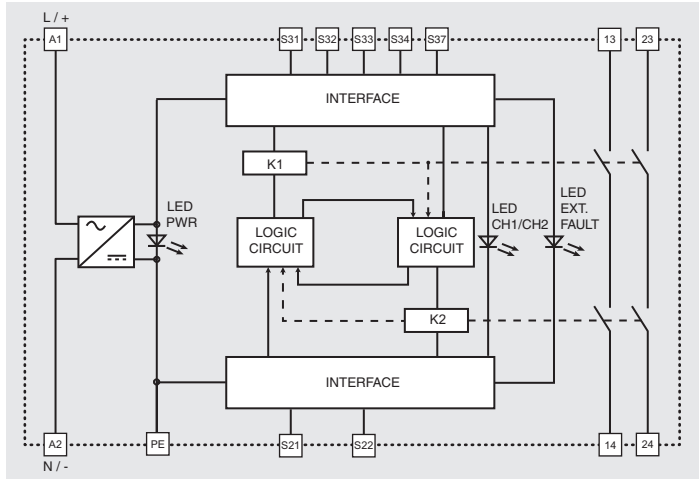 L / +
A1
S31
S32
S33
S34
S37
13
23
INTERFACE
K1
LED
PWR
LOGIC
CIRCUIT
LOGIC
CIRCUIT
LED
CH1/CH2
LED
EXT.
FAULT
K2
INTERFACE
A2
PE
S21
S22
14
24
N / -